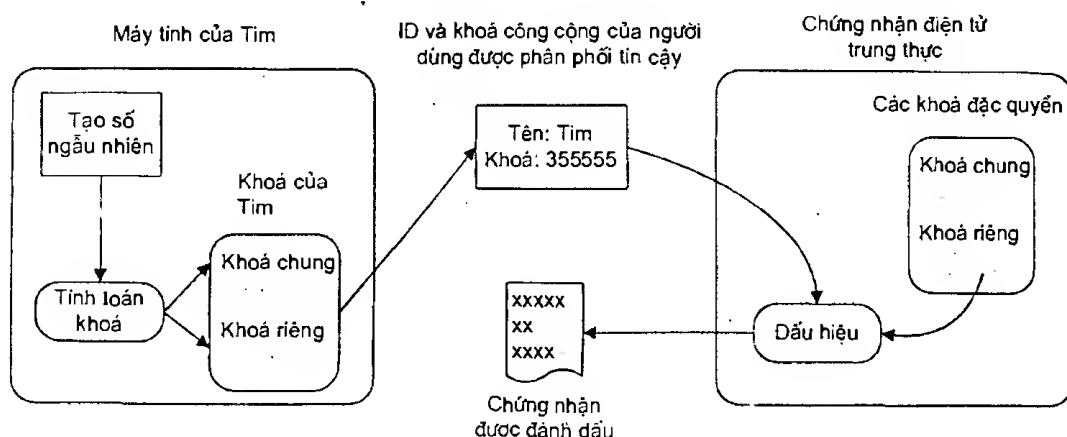 Máy tính của Tim
Tạo số
ngẫu nhiên
Khoá của
Tim
Tính toán
khoá
Khoá chung
Khoá riêng
ID và khoá công cộng của người
dùng được phân phối tin cậy
Tên: Tim
Khoá: 355555
xxxxx
xx
xxxx
Chứng nhận
được đánh dấu
Chứng nhận điện tử
trung thực
Các khoá đặc quyển
Khoá chung
Khoá riêng
Dấu hiệu